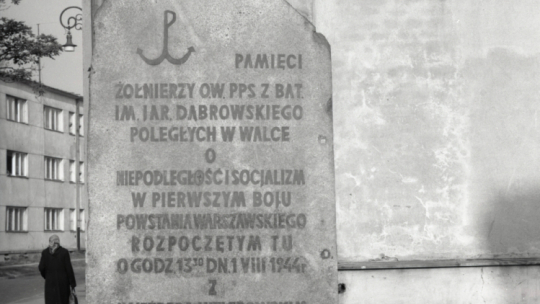 PAMIĘCI
ŻOŁNIERZY OW. PPS Z BAT.
IM. JAR. DĄBROWSKIEGO
POLEGŁYCH W WALCE
O
NIEPODLEGŁOŚĆ I SOCJALIZM
W PIERWSZYM BOJU
POWSTANIA WARSZAWSKIEGO
ROZPOCZĘTYM TU
O GODZ 13³⁰ DN. 1 VIII 1944r
Z